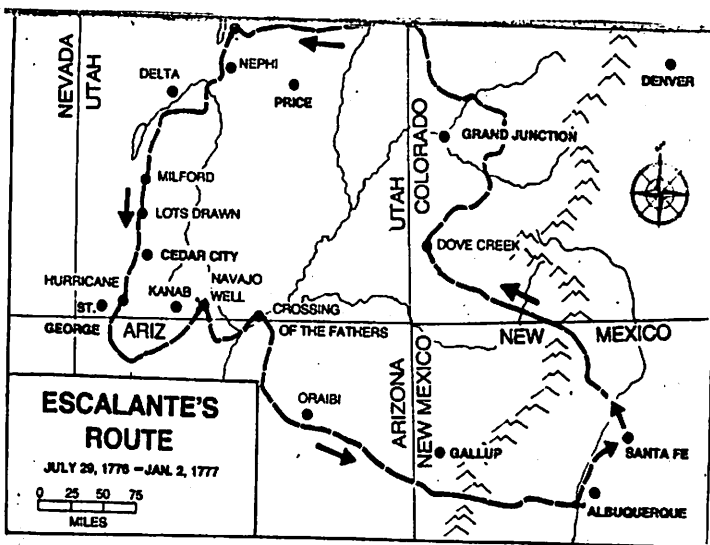 NEVADA
UTAH
DELTA
NEPHI
PRICE
DENVER
GRAND JUNCTION
UTAH
COLORADO
MILFORD
LOTS DRAWN
CEDAR CITY
DOVE CREEK
HURRICANE
NAVAJO
WELL
ST.
GEORGE
KANAB
CROSSING
OF THE FATHERS
ARIZ
NEW MEXICO
ARIZONA
NEW MEXICO
ORAIBI
GALLUP
SANTA FE
ALBUQUERQUE
ESCALANTE'S
ROUTE
JULY 29, 1776 – JAN. 2, 1777
0 25 50 75
MILES